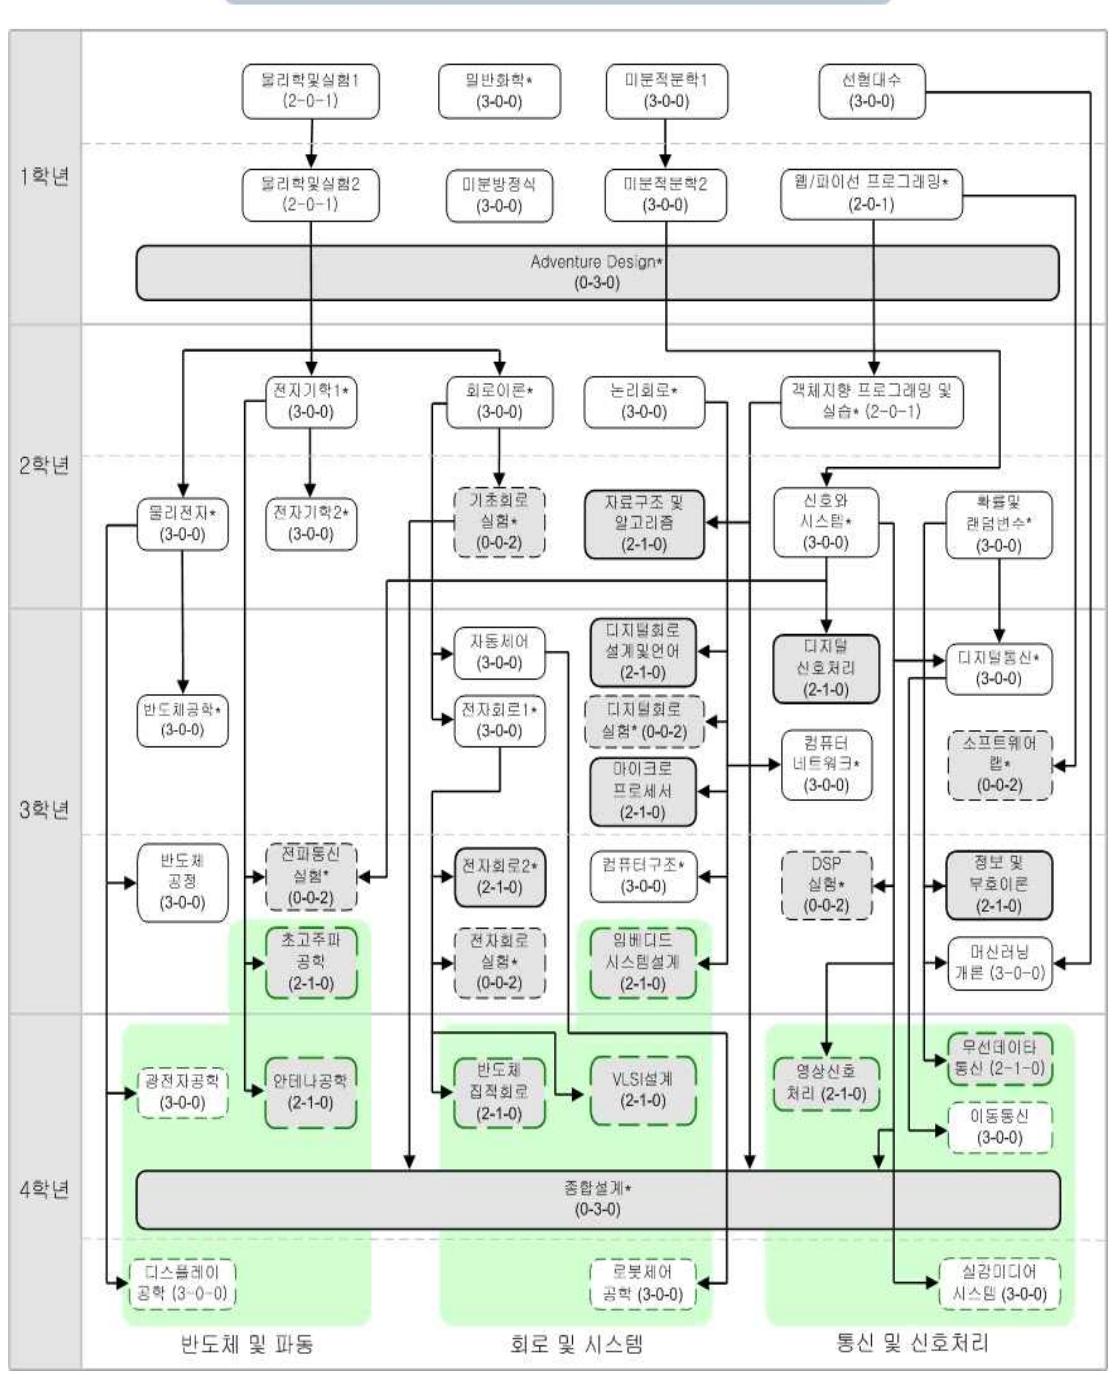 1학년
물리학및실험1
(2-0-1)
일반화학*
(3-0-0)
미분적분학1
(3-0-0)
선형대수
(3-0-0)
물리학및실험2
(2-0-1)
미분방정식
(3-0-0)
미분적분학2
(3-0-0)
웹/파이선 프로그래밍*
(2-0-1)
Adventure Design*
(0-3-0)
2학년
전자기학1*
(3-0-0)
회로이론*
(3-0-0)
논리회로*
(3-0-0)
객체지향 프로그래밍 및
실습* (2-0-1)
물리전자*
(3-0-0)
전자기학2*
(3-0-0)
기초회로
실험*
(0-0-2)
자료구조 및
알고리즘
(2-1-0)
신호와
시스템*
(3-0-0)
확률및
랜덤변수*
(3-0-0)
3학년
자동제어
(3-0-0)
디지털회로
설계및언어
(2-1-0)
디지털
신호처리
(2-1-0)
디지털통신*
(3-0-0)
반도체공학*
(3-0-0)
전자회로1*
(3-0-0)
디지털회로
실험* (0-0-2)
마이크로
프로세서
(2-1-0)
컴퓨터
네트워크*
(3-0-0)
소프트웨어
랩*
(0-0-2)
반도체
공정
(3-0-0)
전파통신
실험*
(0-0-2)
전자회로2*
(2-1-0)
컴퓨터구조*
(3-0-0)
DSP
실험*
(0-0-2)
정보 및
부호이론
(2-1-0)
초고주파
공학
(2-1-0)
전자회로
실험*
(0-0-2)
임베디드
시스템설계
(2-1-0)
머신러닝
개론 (3-0-0)
4학년
광전자공학
(3-0-0)
안테나공학
(2-1-0)
반도체
집적회로
(2-1-0)
VLSI설계
(2-1-0)
영상신호
처리 (2-1-0)
무선데이타
통신 (2-1-0)
이동통신
(3-0-0)
종합설계*
(0-3-0)
디스플레이
공학 (3-0-0)
로봇제어
공학 (3-0-0)
실감미디어
시스템 (3-0-0)
반도체 및 파동
회로 및 시스템
통신 및 신호처리